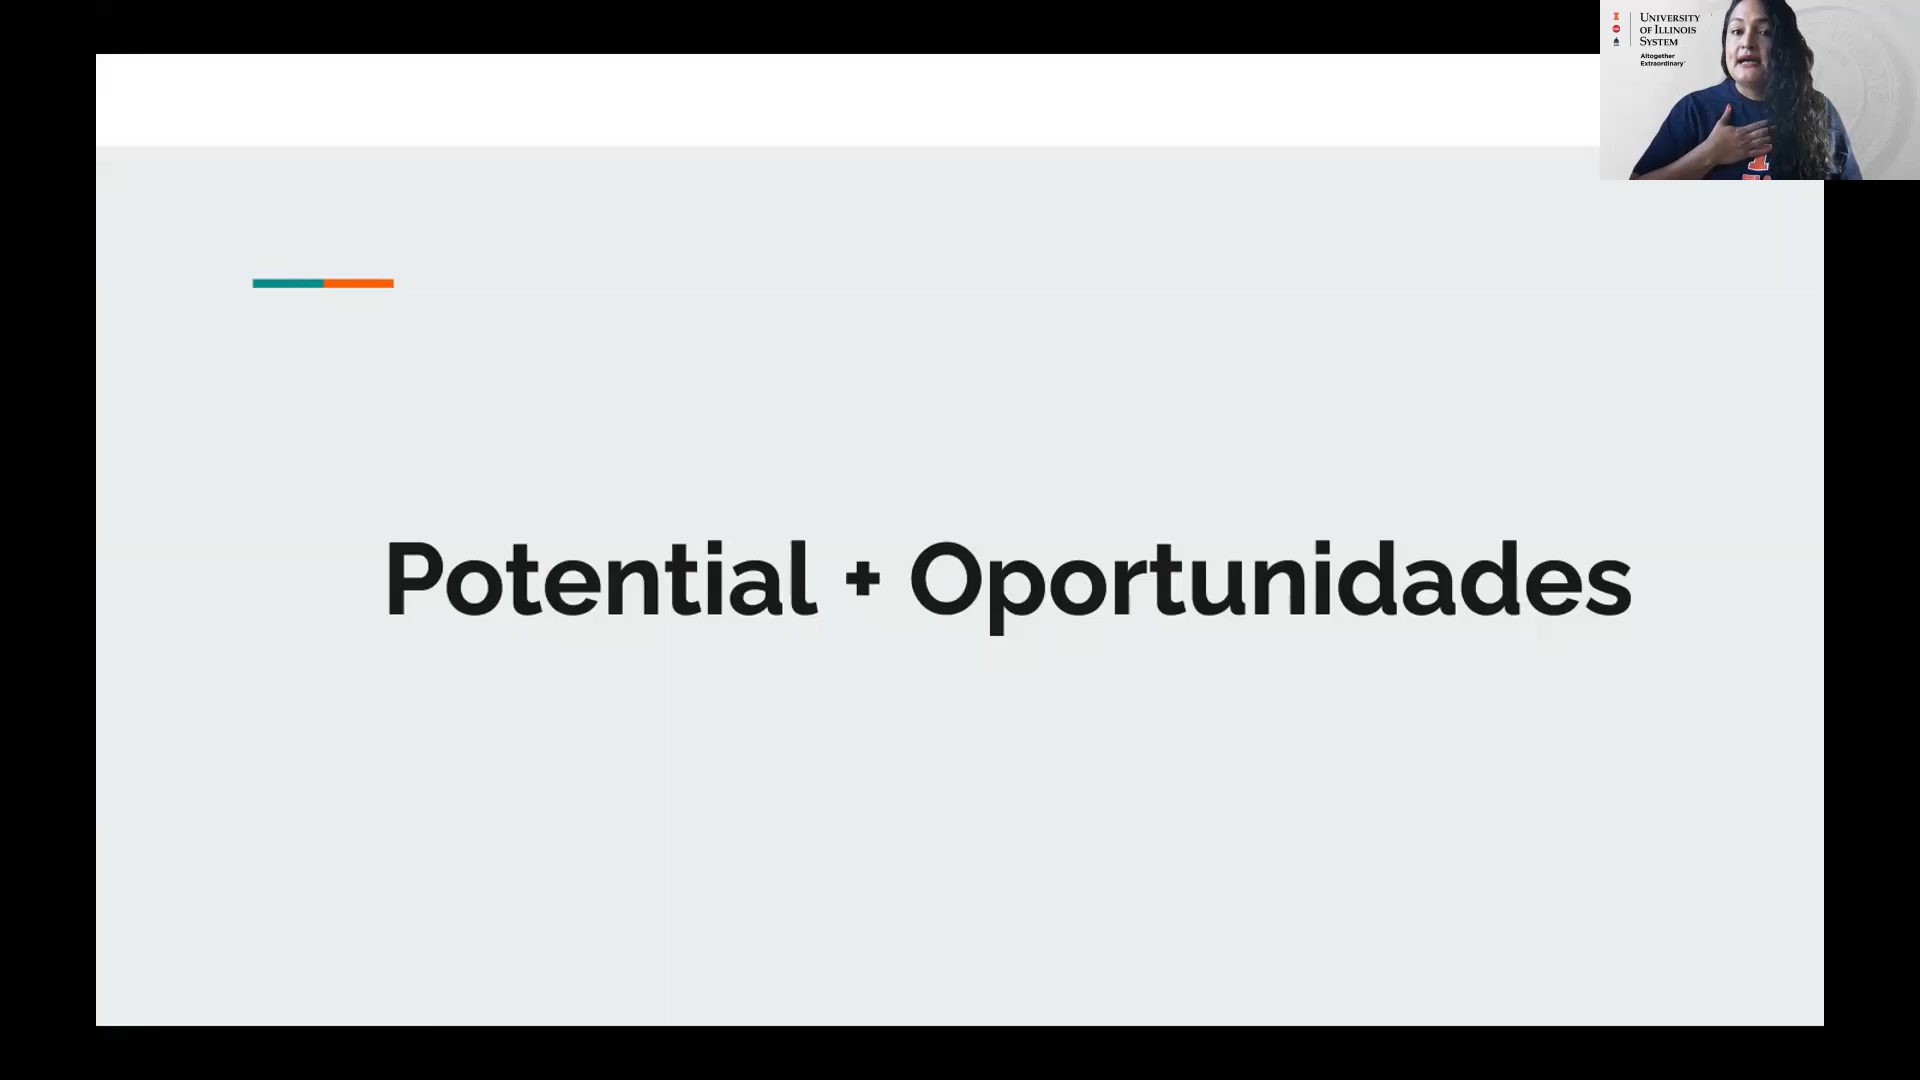 University
of Illinois
System
Altogether
Extraordinary
Potential + Oportunidades